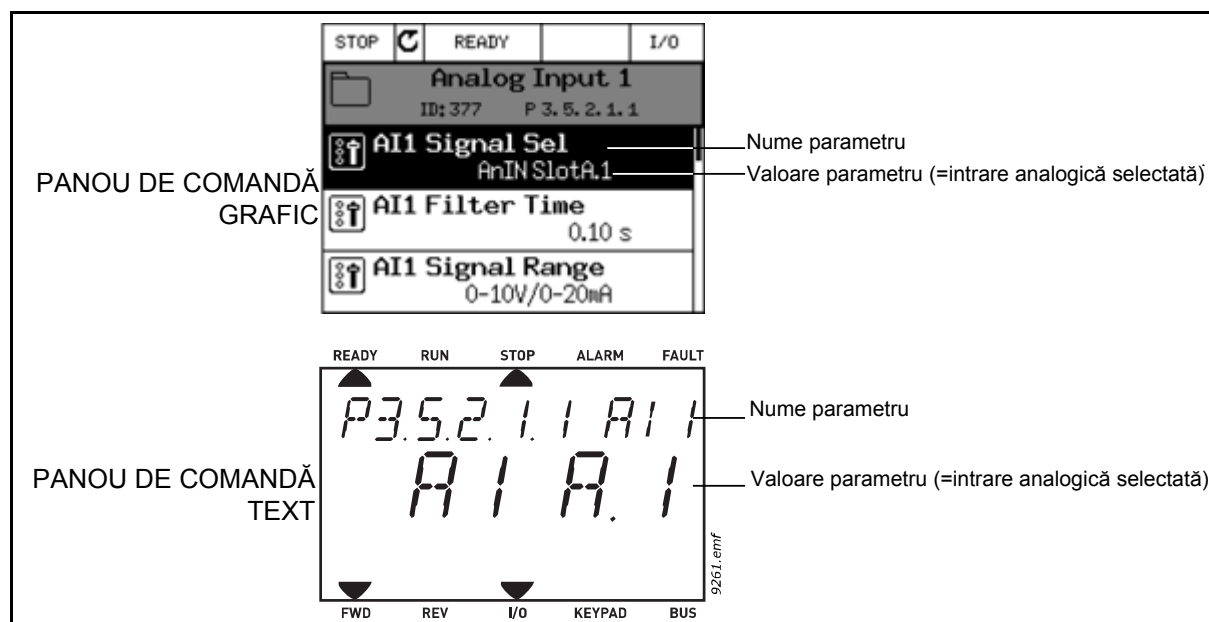 STOP READY I/O
Analog Input 1
ID:377 P 3.5.2.1.1
AI1 Signal Sel
AnIN SlotA.1
AI1 Filter Time
0.10 s
AI1 Signal Range
0-10V/0-20mA
Nume parametru
Valoare parametru (=intrare analogică selectată)
PANOU DE COMANDĂ
GRAFIC
READY RUN STOP ALARM FAULT
P3.5.2.1.1 AI1
AI A.1
FWD REV I/O KEYPAD BUS
Nume parametru
Valoare parametru (=intrare analogică selectată)
PANOU DE COMANDĂ
TEXT
9261.emf